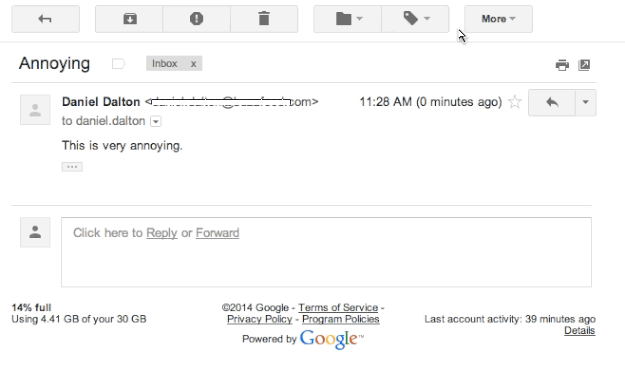 More
Annoying Inbox x
Daniel Dalton < com> 11:28 AM (0 minutes ago)
to daniel.dalton
This is very annoying.
Click here to Reply or Forward
14% full
Using 4.41 GB of your 30 GB
©2014 Google - Terms of Service -
Privacy Policy - Program Policies
Powered by Google™
Last account activity: 39 minutes ago
Details